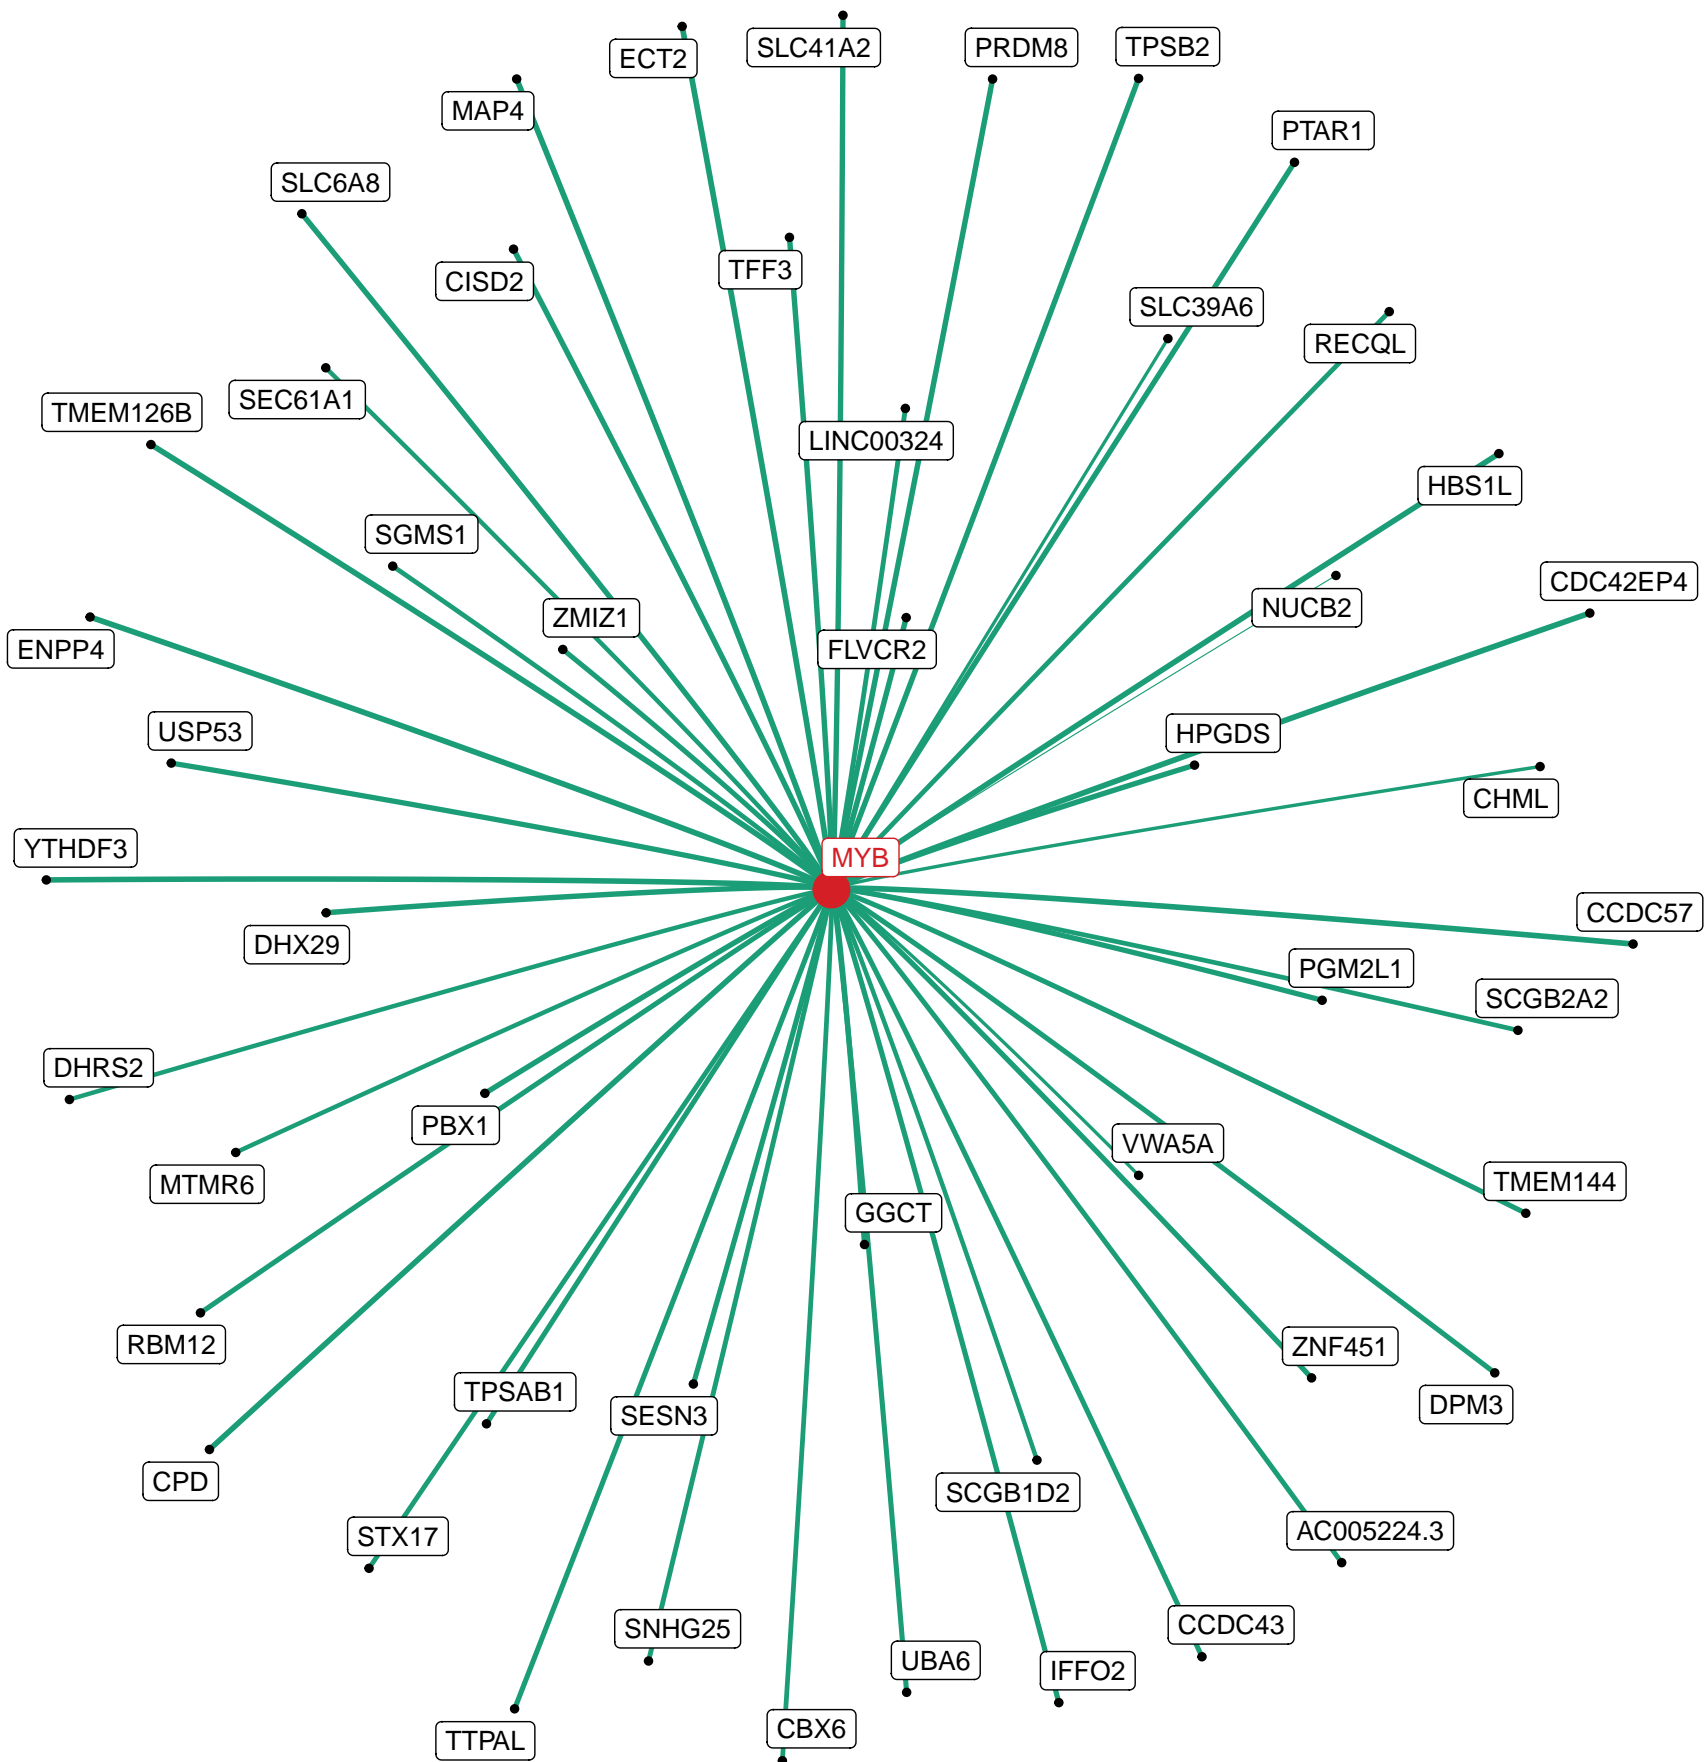 SLC41A2
PRDM8
TPSB2
ECT2
MAP4
PTAR1
SLC6A8
TFF3
CISD2
SLC39A6
RECQL
SEC61A1
TMEM126B
LINC00324
HBS1L
SGMS1
CDC42EP4
NUCB2
ZMIZ1
FLVCR2
ENPP4
USP53
HPGDS
CHML
YTHDF3
MYB
CCDC57
DHX29
PGM2L1
SCGB2A2
DHRS2
PBX1
VWA5A
MTMR6
TMEM144
GGCT
RBM12
ZNF451
TPSAB1
DPM3
SESN3
CPD
SCGB1D2
AC005224.3
STX17
CCDC43
SNHG25
UBA6
IFFO2
CBX6
TTPAL